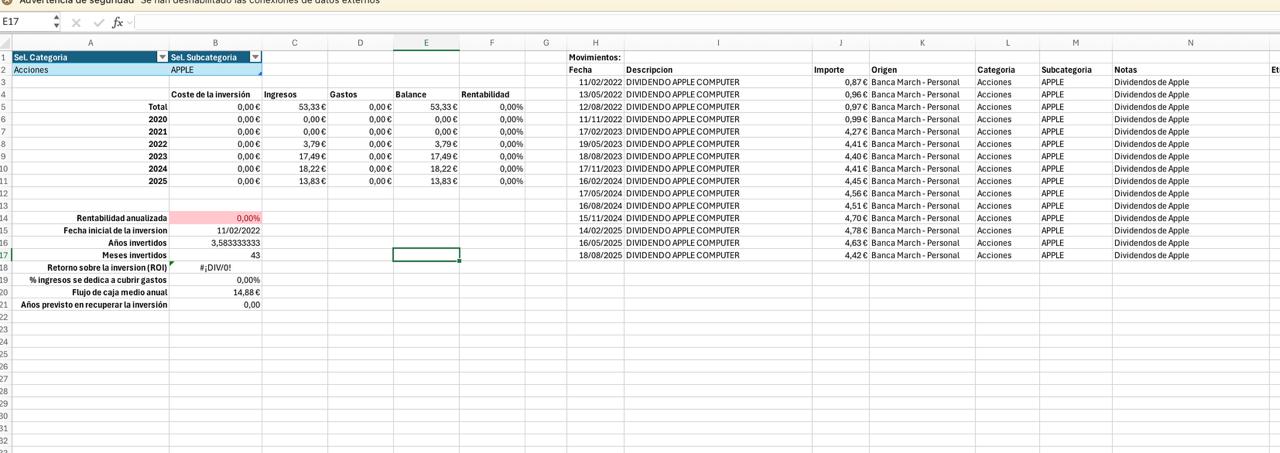 Advertencia de seguridad Se han deshabilitado las conexiones de datos externos
E17 fx
A B C D E F G H I J K L M N
1 Sel. Categoria Sel. Subcategoria Movimientos:
2 Acciones APPLE Fecha Descripcion Importe Origen Categoria Subcategoria Notas Et
3 11/02/2022 DIVIDENDO APPLE COMPUTER 0,87 € Banca March - Personal Acciones APPLE Dividendos de Apple
4 Coste de la inversión Ingresos Gastos Balance Rentabilidad 13/05/2022 DIVIDENDO APPLE COMPUTER 0,96 € Banca March - Personal Acciones APPLE Dividendos de Apple
5 Total 0,00 € 53,33 € 0,00 € 53,33 € 0,00% 12/08/2022 DIVIDENDO APPLE COMPUTER 0,97 € Banca March - Personal Acciones APPLE Dividendos de Apple
6 2020 0,00 € 0,00 € 0,00 € 0,00 € 0,00% 11/11/2022 DIVIDENDO APPLE COMPUTER 0,99 € Banca March - Personal Acciones APPLE Dividendos de Apple
7 2021 0,00 € 0,00 € 0,00 € 0,00 € 0,00% 17/02/2023 DIVIDENDO APPLE COMPUTER 4,27 € Banca March - Personal Acciones APPLE Dividendos de Apple
8 2022 0,00 € 3,79 € 0,00 € 3,79 € 0,00% 19/05/2023 DIVIDENDO APPLE COMPUTER 4,41 € Banca March - Personal Acciones APPLE Dividendos de Apple
9 2023 0,00 € 17,49 € 0,00 € 17,49 € 0,00% 18/08/2023 DIVIDENDO APPLE COMPUTER 4,40 € Banca March - Personal Acciones APPLE Dividendos de Apple
10 2024 0,00 € 18,22 € 0,00 € 18,22 € 0,00% 17/11/2023 DIVIDENDO APPLE COMPUTER 4,41 € Banca March - Personal Acciones APPLE Dividendos de Apple
11 2025 0,00 € 13,83 € 0,00 € 13,83 € 0,00% 16/02/2024 DIVIDENDO APPLE COMPUTER 4,45 € Banca March - Personal Acciones APPLE Dividendos de Apple
12 17/05/2024 DIVIDENDO APPLE COMPUTER 4,56 € Banca March - Personal Acciones APPLE Dividendos de Apple
13 16/08/2024 DIVIDENDO APPLE COMPUTER 4,51 € Banca March - Personal Acciones APPLE Dividendos de Apple
14 Rentabilidad anualizada 0,00% 15/11/2024 DIVIDENDO APPLE COMPUTER 4,70 € Banca March - Personal Acciones APPLE Dividendos de Apple
15 Fecha inicial de la inversion 11/02/2022 14/02/2025 DIVIDENDO APPLE COMPUTER 4,78 € Banca March - Personal Acciones APPLE Dividendos de Apple
16 Años invertidos 3,583333333 16/05/2025 DIVIDENDO APPLE COMPUTER 4,63 € Banca March - Personal Acciones APPLE Dividendos de Apple
17 Meses invertidos 43 18/08/2025 DIVIDENDO APPLE COMPUTER 4,42 € Banca March - Personal Acciones APPLE Dividendos de Apple
18 Retorno sobre la inversion (ROI) #¡DIV/0!
19 % ingresos se dedica a cubrir gastos 0,00%
20 Flujo de caja medio anual 14,88 €
21 Años previsto en recuperar la inversión 0,00
22
23
24
25
26
27
28
29
30
31
32